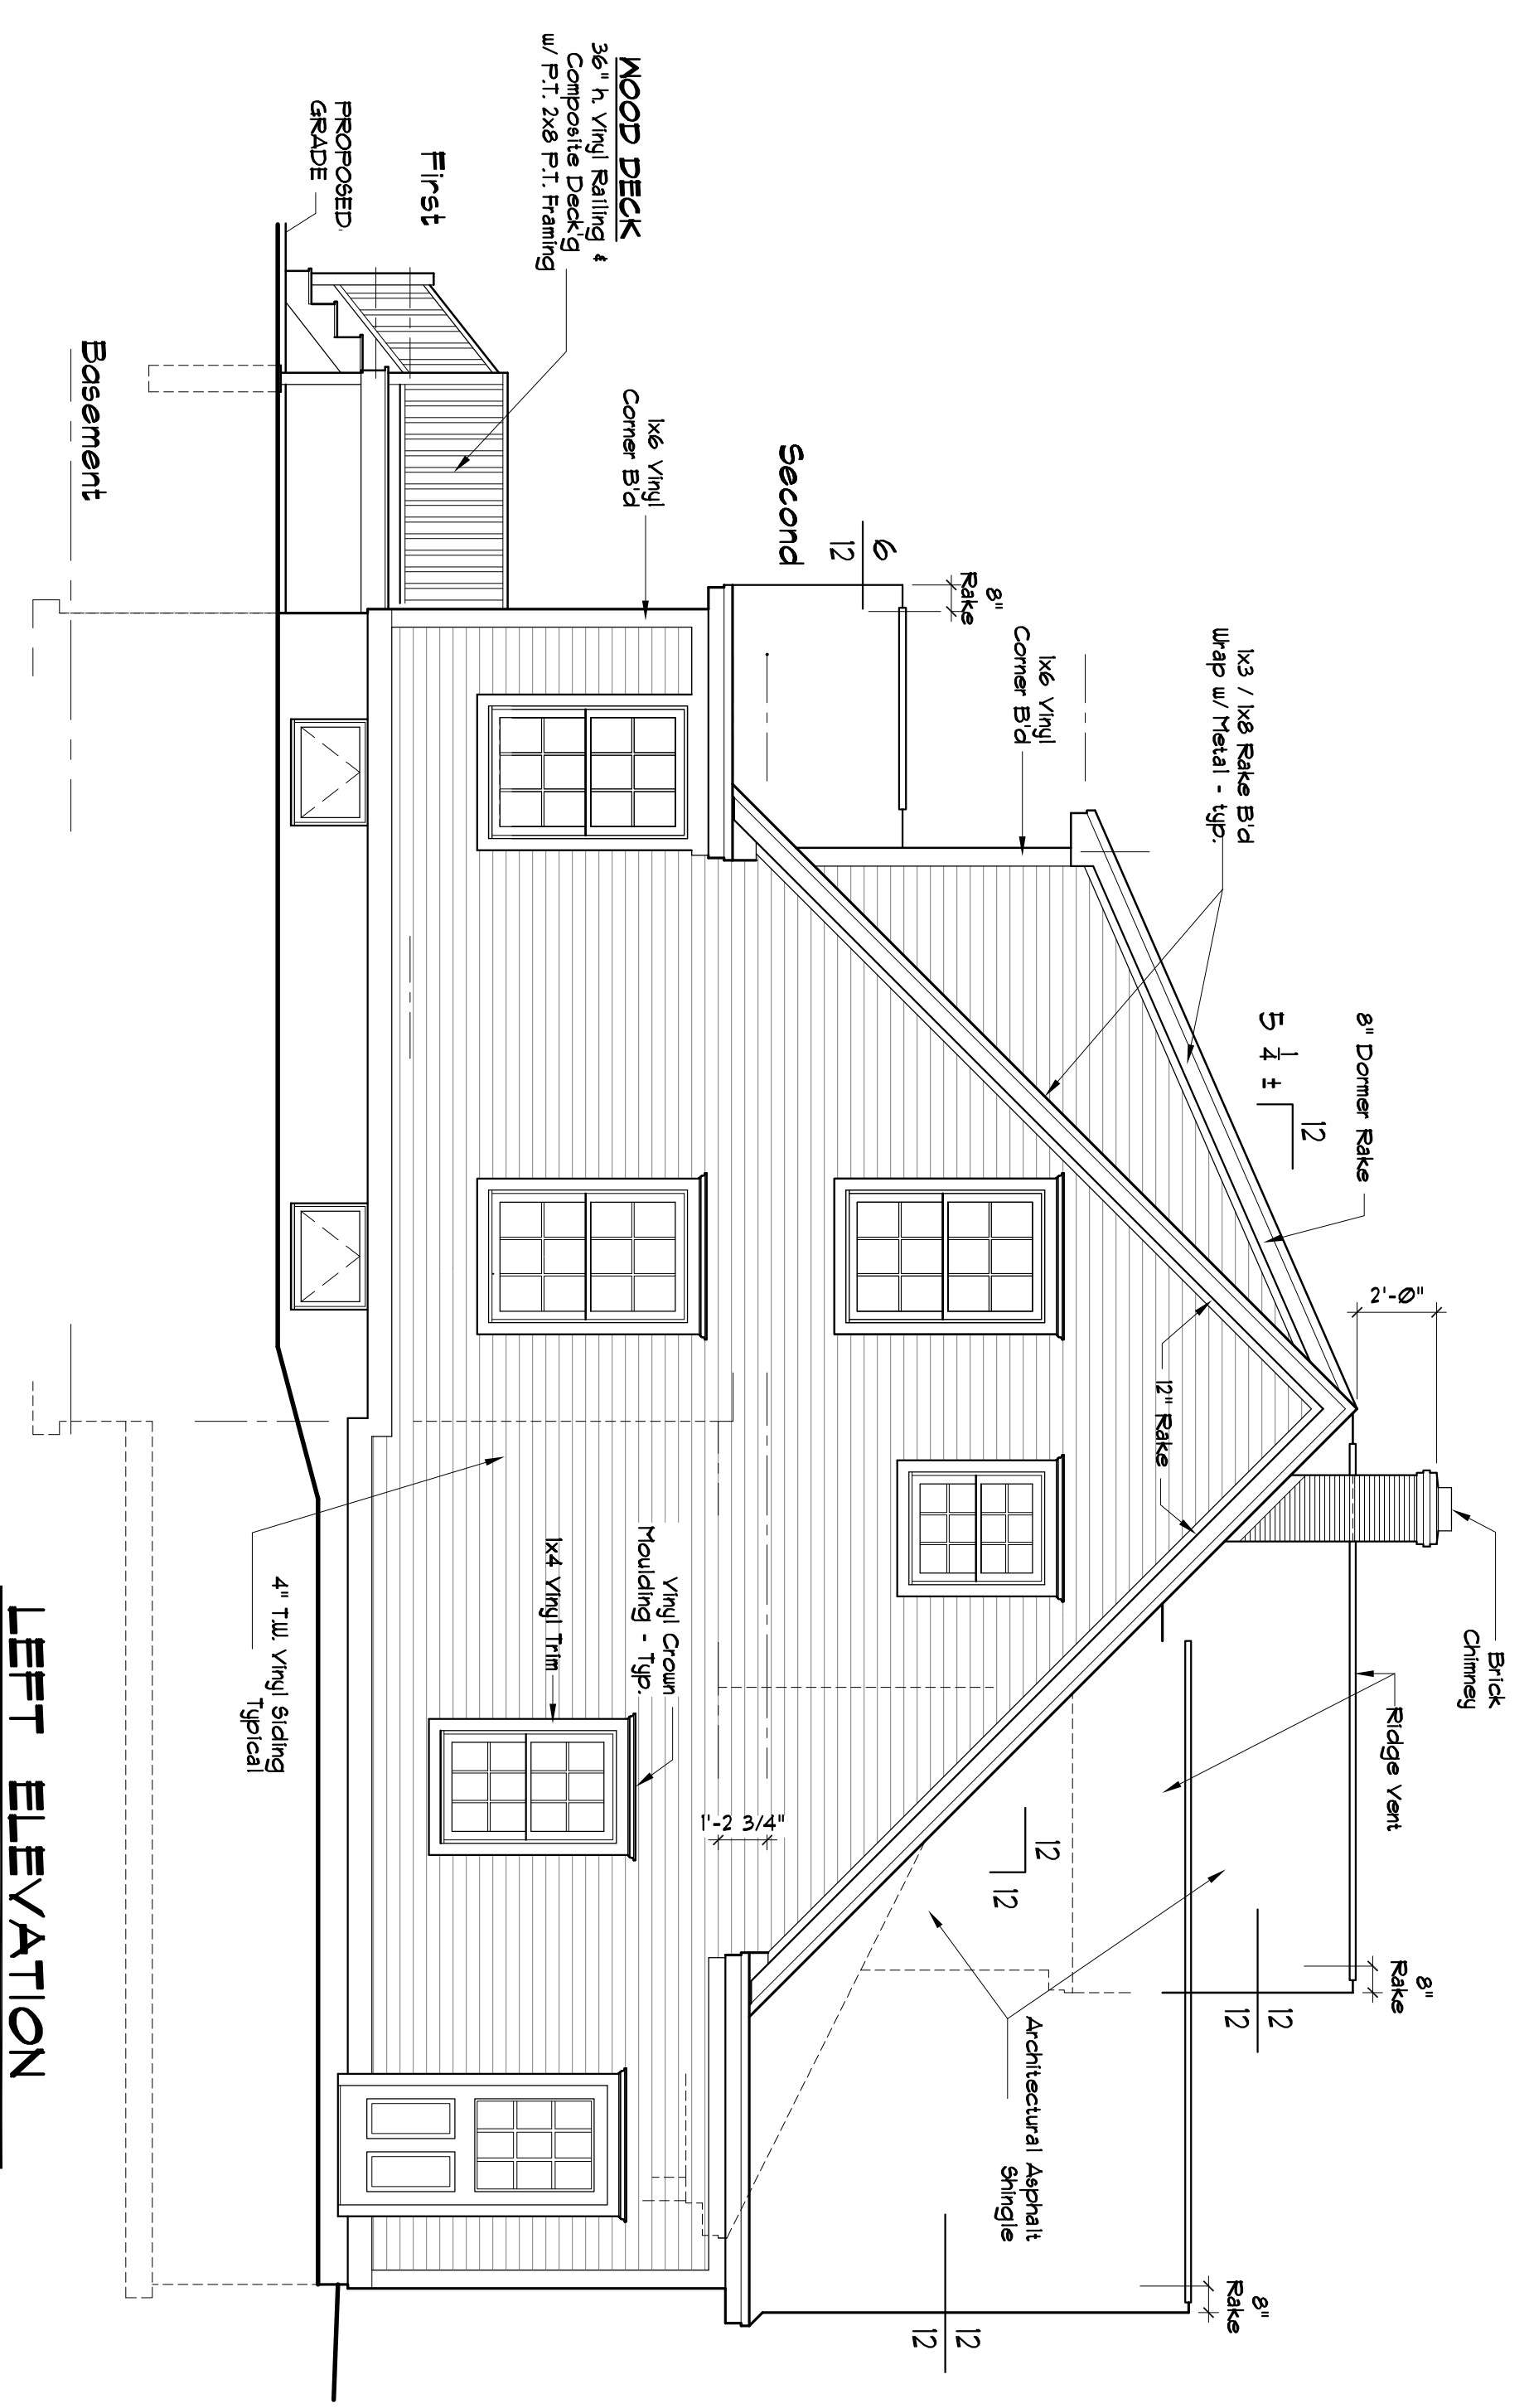 Brick
Chimney
2'-0"
Ridge Vent
8"
Rake
12
12
8" Dormer Rake
12
5 1/4 ±
12" Rake
1x3 / 1x8 Rake B'd
Wrap w/ Metal - typ.
1x6 Vinyl
Corner B'd
8"
Rake
6
12
12
12
Architectural Asphalt
Shingle
8"
Rake
12
12
Second
1'-2 3/4"
1x6 Vinyl
Corner B'd
Vinyl Crown
Moulding - Typ.
1x4 Vinyl Trim
WOOD DECK
36" h. Vinyl Railing &
Composite Deck'g
w/ P.T. 2x8 P.T. Framing
First
PROPOSED
GRADE
4" T.W. Vinyl Siding
Typical
Basement
LEFT ELEVATION